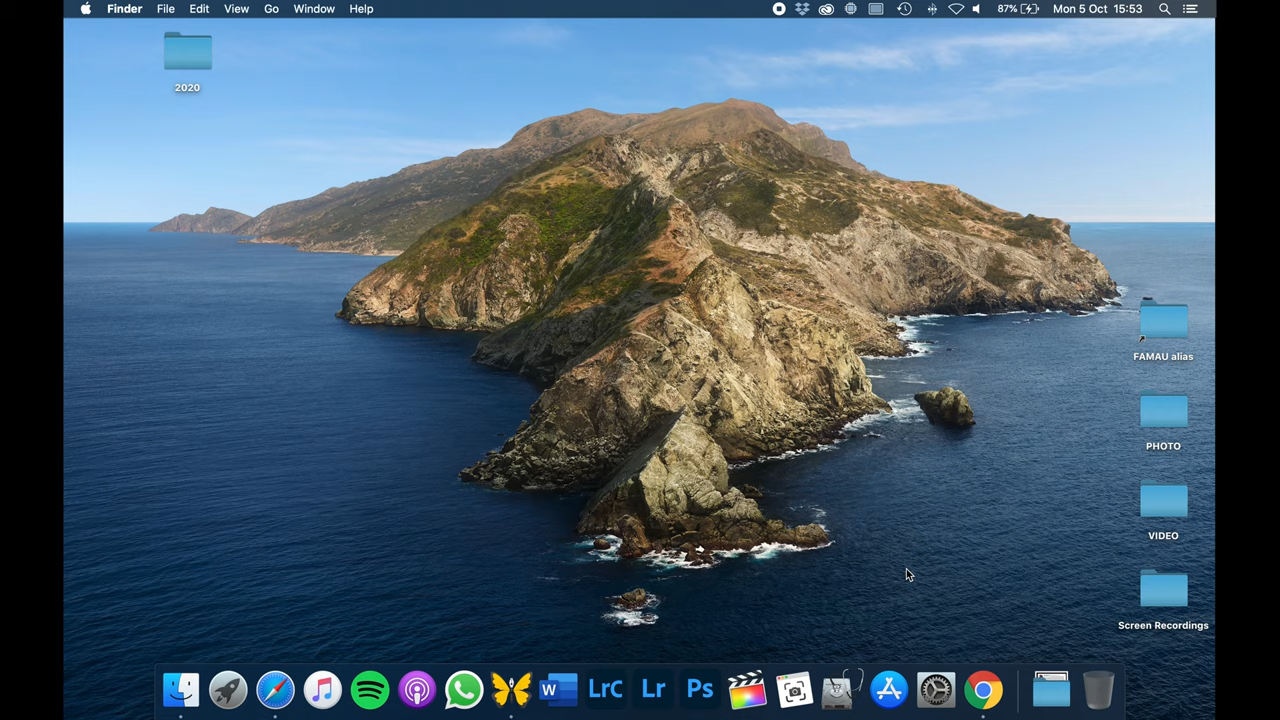 Finder File Edit View Go Window Help 87% Mon 5 Oct 15:53
2020
FAMAU alias
PHOTO
VIDEO
Screen Recordings
W LrC Lr Ps